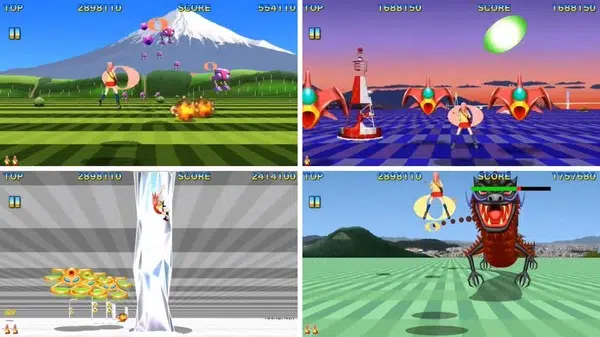 TOP 2898110 SCORE 554110
TOP 1688150 SCORE 1688150
TOP 2898110 SCORE 2414100
TOP 2898110 SCORE 1757680